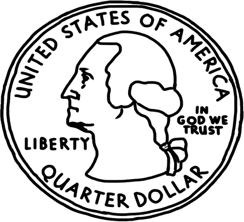 UNITED STATES OF AMERICA
LIBERTY
IN
GOD WE
TRUST
QUARTER DOLLAR